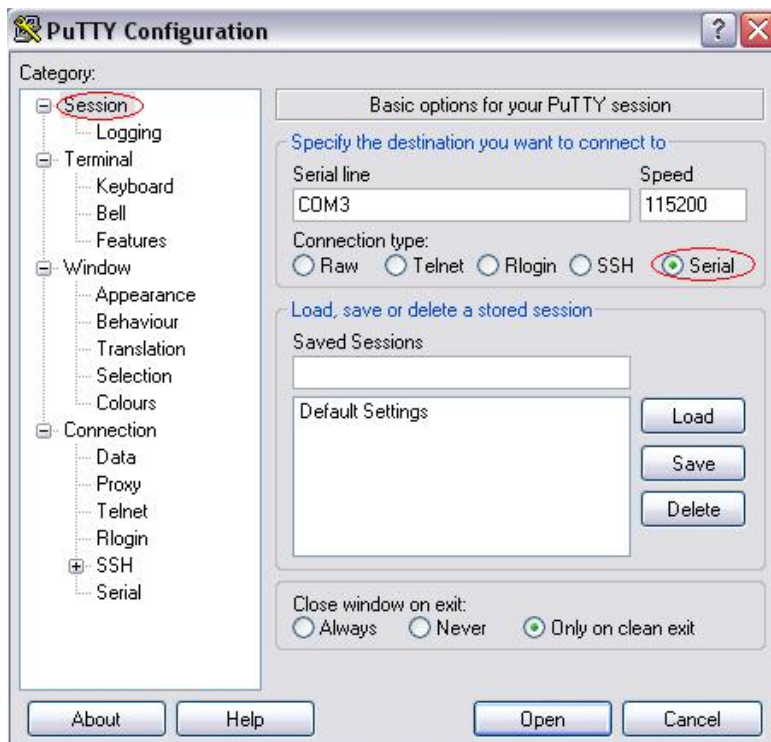 PuTTY Configuration
Category:
Session
Logging
Terminal
Keyboard
Bell
Features
Window
Appearance
Behaviour
Translation
Selection
Colours
Connection
Data
Proxy
Telnet
Rlogin
SSH
Serial
Basic options for your PuTTY session
Specify the destination you want to connect to
Serial line Speed
COM3 115200
Connection type:
Raw Telnet Rlogin SSH Serial
Load, save or delete a stored session
Saved Sessions
Default Settings
Load
Save
Delete
Close window on exit:
Always Never Only on clean exit
About Help Open Cancel